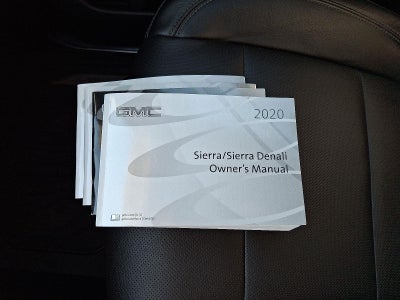 GMC
2020
Sierra/Sierra Denali
Owner's Manual